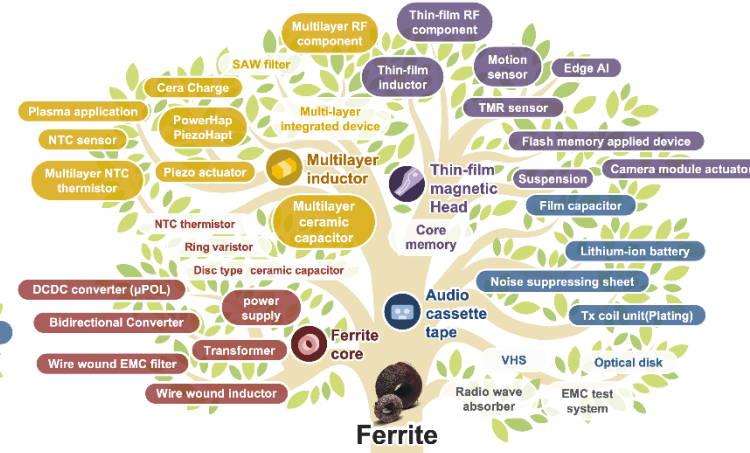 Multilayer RF
component
Thin-film RF
component
SAW filter
Thin-film
inductor
Motion
sensor
Edge AI
Cera Charge
Plasma application
PowerHap
PiezoHapt
Multi-layer
integrated device
TMR sensor
NTC sensor
Flash memory applied device
Multilayer NTC
thermistor
Piezo actuator
Multilayer
inductor
Thin-film
magnetic
Head
Suspension
Camera module actuator
Film capacitor
Multilayer
ceramic
capacitor
NTC thermistor
Core
memory
Ring varistor
Lithium-ion battery
Disc type ceramic capacitor
Noise suppressing sheet
DCDC converter (μPOL)
power
supply
Audio
cassette
tape
Tx coil unit(Plating)
Bidirectional Converter
Ferrite
core
Transformer
Wire wound EMC filter
VHS
Optical disk
Wire wound inductor
Radio wave
absorber
EMC test
system
Ferrite